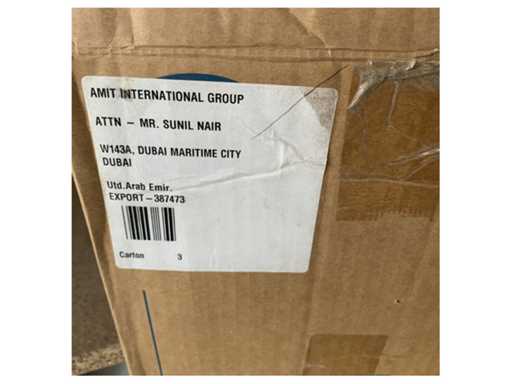 AMIT INTERNATIONAL GROUP
ATTN - MR. SUNIL NAIR
W143A, DUBAI MARITIME CITY
DUBAI
Utd.Arab Emir.
EXPORT-387473
Carton 3